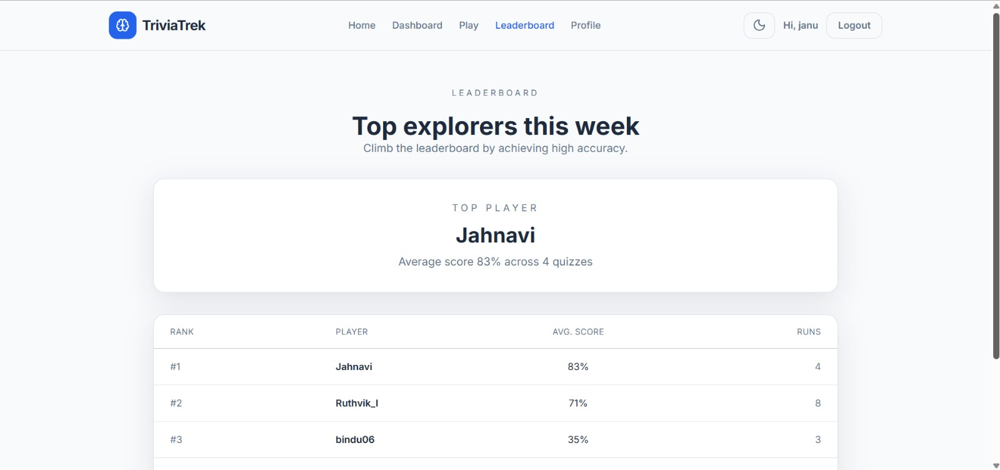 TriviaTrek
Home Dashboard Play Leaderboard Profile
Hi, janu Logout
LEADERBOARD
Top explorers this week
Climb the leaderboard by achieving high accuracy.
TOP PLAYER
Jahnavi
Average score 83% across 4 quizzes
RANK PLAYER AVG. SCORE RUNS
#1 Jahnavi 83% 4
#2 Ruthvik_I 71% 8
#3 bindu06 35% 3